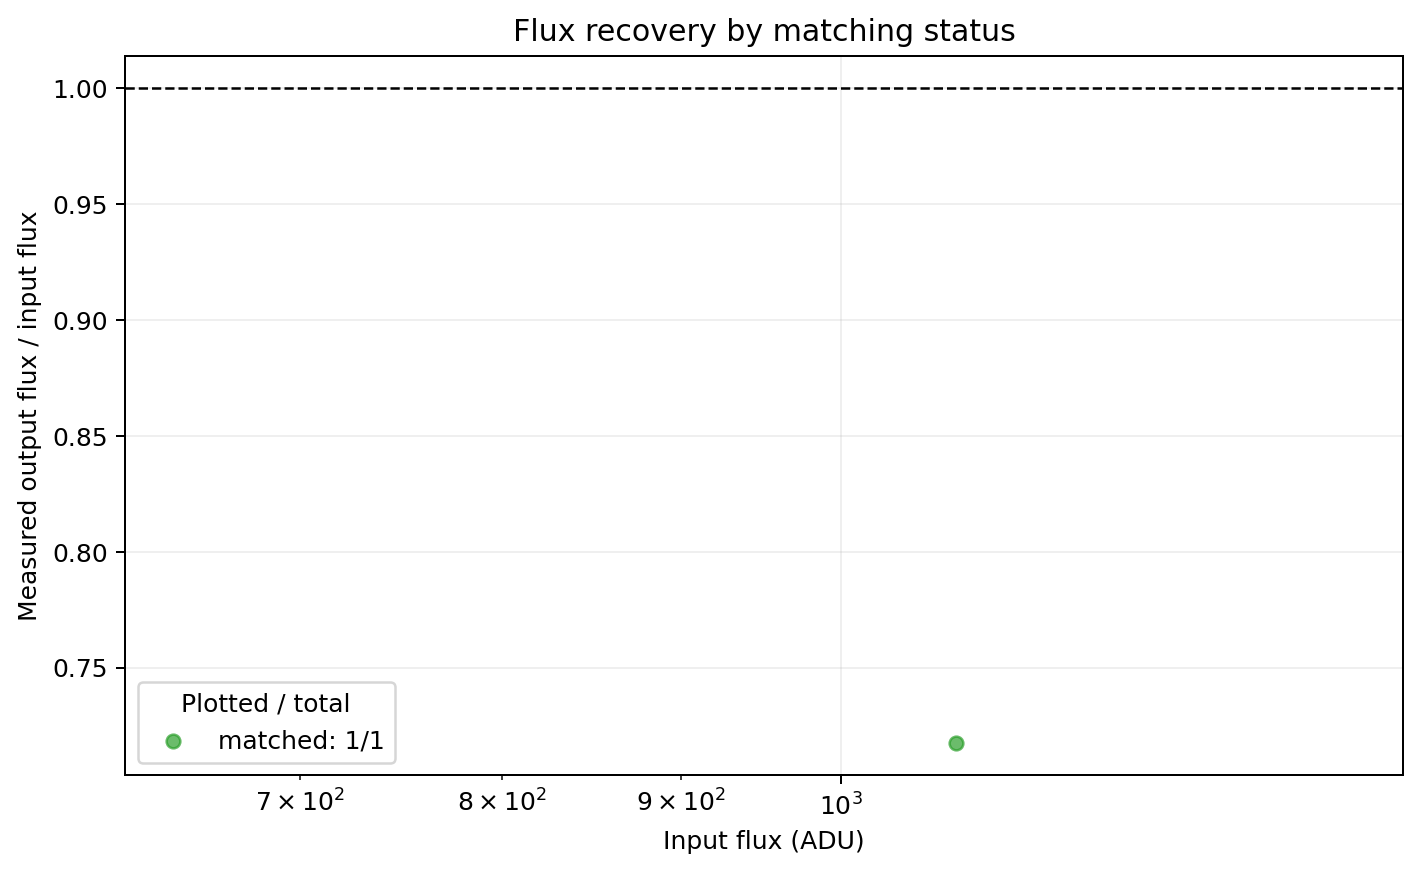 Flux recovery by matching status
Measured output flux / input flux
1.00
0.95
0.90
0.85
0.80
0.75
Plotted / total
matched: 1/1
7 × 10²
8 × 10²
9 × 10²
10³
Input flux (ADU)